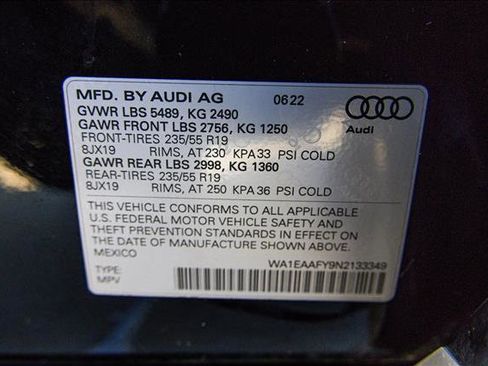 MFD. BY AUDI AG 0622
GVWR LBS 5489, KG 2490
GAWR FRONT LBS 2756, KG 1250
FRONT-TIRES 235/55 R19
8JX19 RIMS, AT 230 KPA33 PSI COLD
GAWR REAR LBS 2998, KG 1360
REAR-TIRES 235/55 R19
8JX19 RIMS, AT 250 KPA 36 PSI COLD
Audi
THIS VEHICLE CONFORMS TO ALL APPLICABLE
U.S. FEDERAL MOTOR VEHICLE SAFETY AND
THEFT PREVENTION STANDARDS IN EFFECT ON
THE DATE OF MANUFACTURE SHOWN ABOVE.
MEXICO
WA1EAAFY9N2133349
TYPE:
MPV